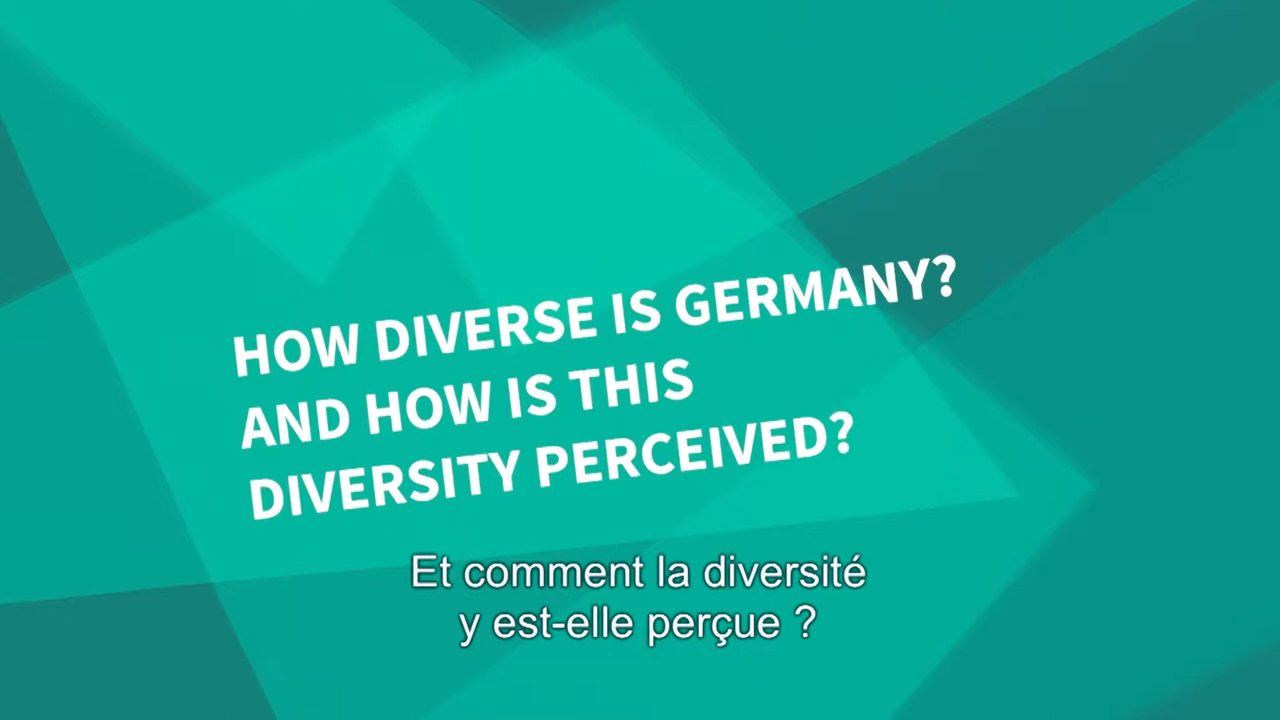 HOW DIVERSE IS GERMANY?
AND HOW IS THIS
DIVERSITY PERCEIVED?
Et comment la diversité
y est-elle perçue ?